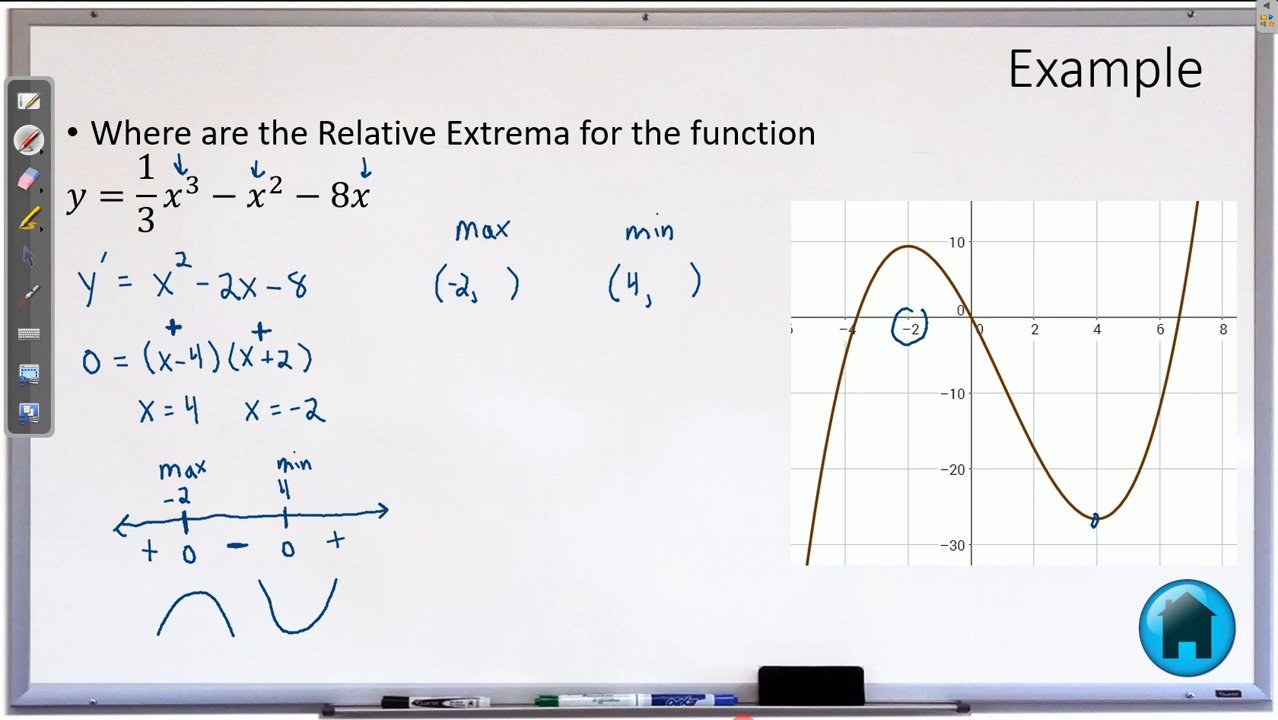 Example
• Where are the Relative Extrema for the function
y = 1/3 x³ − x² − 8x
max min
y' = x² - 2x - 8 (-2, ) (4, )
+ +
0 = (x-4)(x+2)
x = 4 x = -2
max min
-2 4
+ 0 - 0 +
10
0
-4 -2 0 2 4 6 8
-10
-20
-30